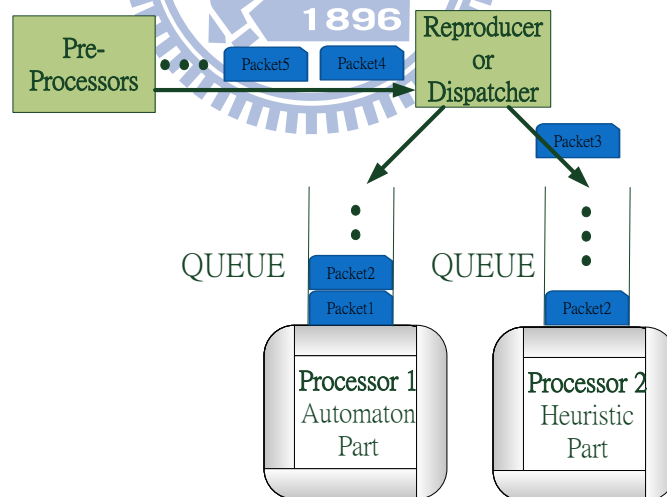 1896
Pre-
Processors
Packet5
Packet4
Reproducer
or
Dispatcher
Packet3
QUEUE
Packet2
Packet1
QUEUE
Packet2
Processor 1
Automaton
Part
Processor 2
Heuristic
Part